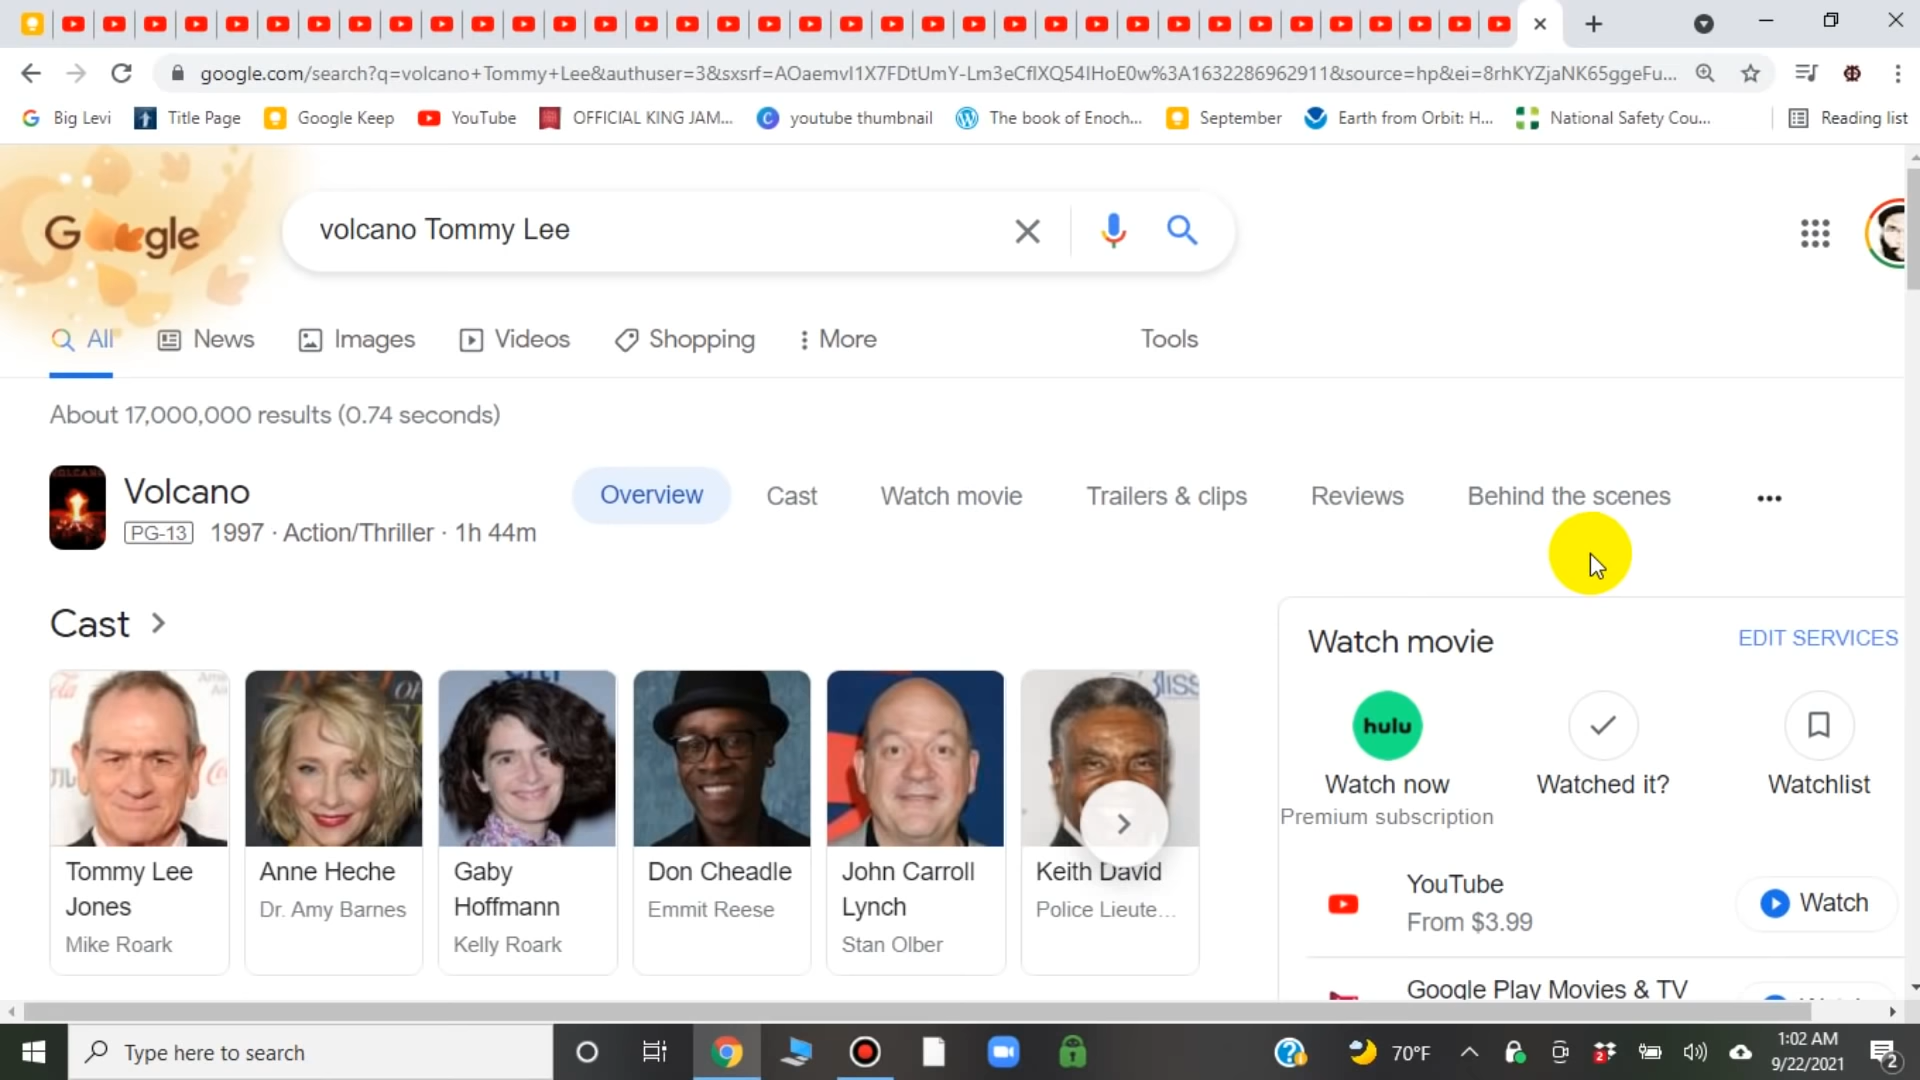 google.com/search?q=volcano+Tommy+Lee&authuser=3&sxsrf=AOaemvI1X7FDtUmY-Lm3eCflXQ54lHoE0w%3A1632286962911&source=hp&ei=8rhKYZjaNK65ggeFu...
Big Levi Title Page Google Keep YouTube OFFICIAL KING JAM... youtube thumbnail The book of Enoch... September Earth from Orbit: H... National Safety Cou... Reading list
Google
volcano Tommy Lee
All News Images Videos Shopping More Tools
About 17,000,000 results (0.74 seconds)
Volcano
PG-13 1997 · Action/Thriller · 1h 44m
Overview Cast Watch movie Trailers & clips Reviews Behind the scenes
Cast
Tommy Lee
Jones
Mike Roark
Anne Heche
Dr. Amy Barnes
Gaby
Hoffmann
Kelly Roark
Don Cheadle
Emmit Reese
John Carroll
Lynch
Stan Olber
Keith David
Police Lieute...
Watch movie EDIT SERVICES
hulu
Watch now
Premium subscription
Watched it?
Watchlist
YouTube
From $3.99
Watch
Google Play Movies & TV
Type here to search
70°F
1:02 AM
9/22/2021
2
2